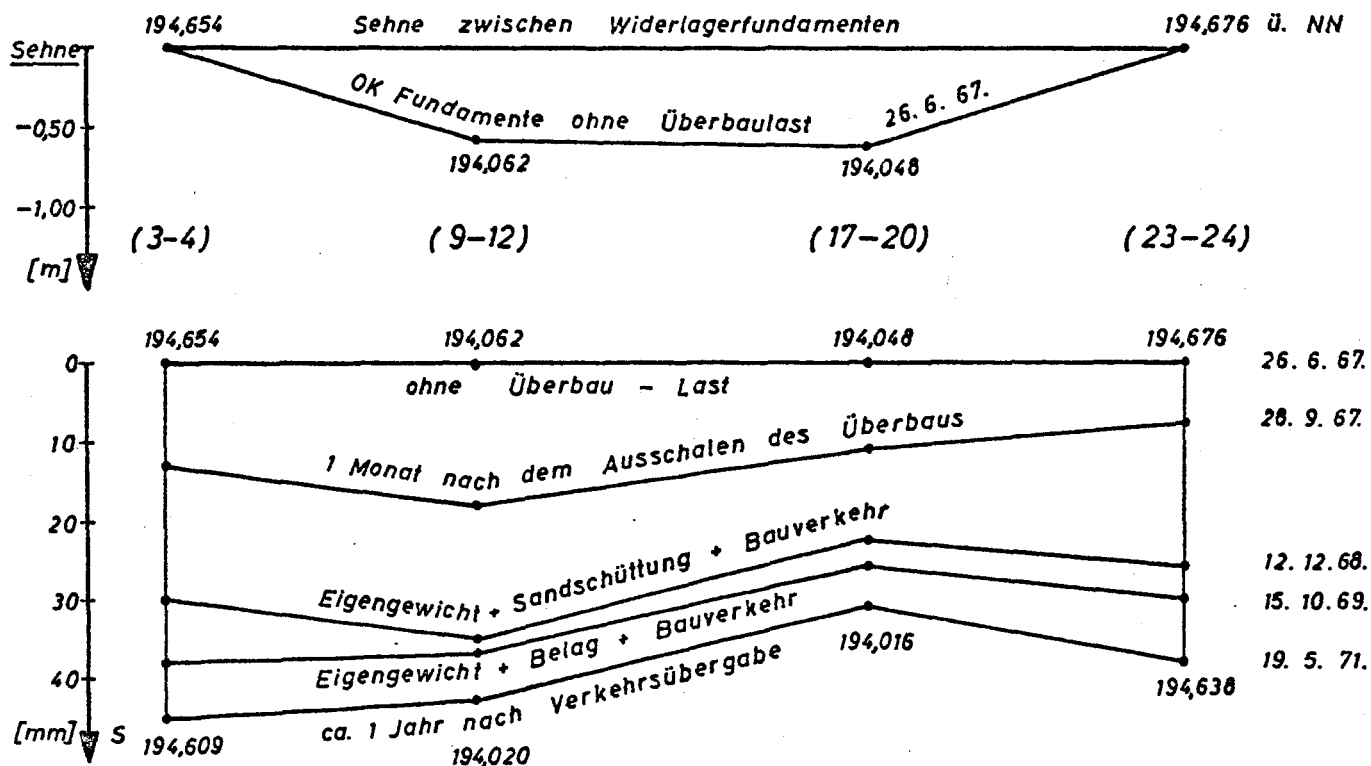 194,654 Sehne zwischen Widerlagerfundamenten 194,676 ü. NN
Sehne
OK Fundamente ohne Überbaulast 26. 6. 67.
-0,50
194,062 194,048
-1,00
(3-4) (9-12) (17-20) (23-24)
[m]
194,654 194,062 194,048 194,676
0 26. 6. 67.
ohne Überbau - Last
28. 9. 67.
10
1 Monat nach dem Ausschalen des Überbaus
20
Eigengewicht + Sandschüttung + Bauverkehr
12. 12. 68.
30
15. 10. 69.
Eigengewicht + Belag + Bauverkehr
194,016
19. 5. 71.
40
194,638
ca. 1 Jahr nach Verkehrsübergabe
[mm] S 194,609
194,020